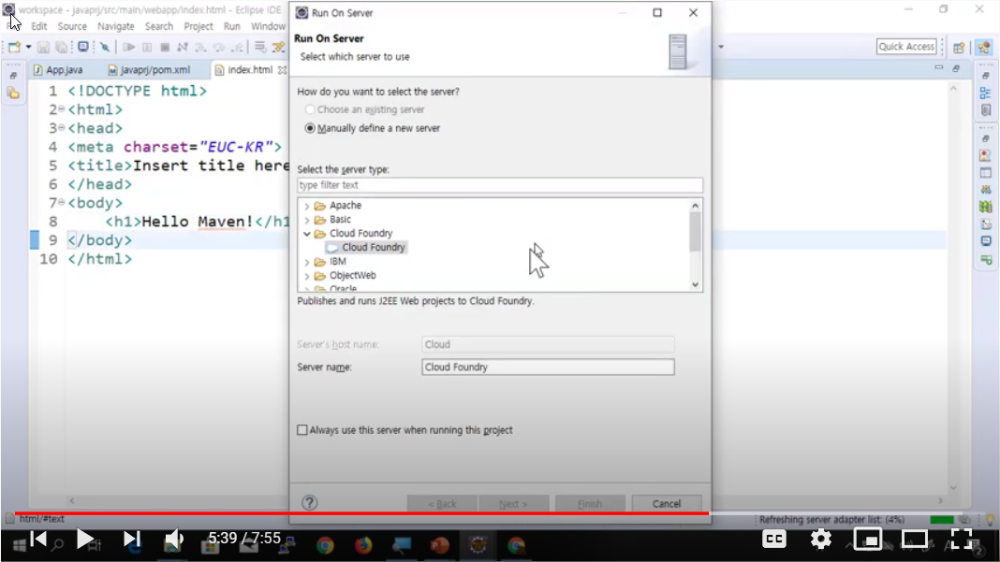 workspace - javaprj/src/main/webapp/index.html - Eclipse IDE
Edit Source Navigate Search Project Run Window
Quick Access
App.java javaprj/pom.xml index.html
1 <!DOCTYPE html>
2 <html>
3 <head>
4 <meta charset="EUC-KR">
5 <title>Insert title here
6 </head>
7 <body>
8 <h1>Hello Maven!</h1
9 </body>
10 </html>
html/#text
Run On Server
Run On Server
Select which server to use
How do you want to select the server?
Choose an existing server
Manually define a new server
Select the server type:
type filter text
Apache
Basic
Cloud Foundry
Cloud Foundry
IBM
ObjectWeb
Oracle
Publishes and runs J2EE Web projects to Cloud Foundry.
Server's host name: Cloud
Server name: Cloud Foundry
Always use this server when running this project
< Back Next > Finish Cancel
Refreshing server adapter list: (4%)
5:39 / 7:55
CC